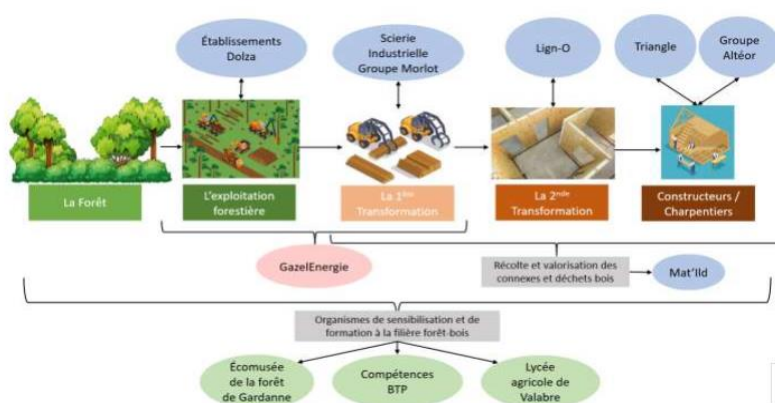 Établissements
Dolza
Scierie
Industrielle
Groupe Morlot
Lign-O
Triangle
Groupe
Altéor
La Forêt
L'exploitation
forestière
La 1ère
Transformation
La 2nde
Transformation
Constructeurs /
Charpentiers
GazelEnergie
Récolte et valorisation des
connexes et déchets bois
Mat'Ild
Organismes de sensibilisation et de
formation à la filière forêt-bois
Écomusée
de la forêt
de Gardanne
Compétences
BTP
Lycée
agricole de
Valabre